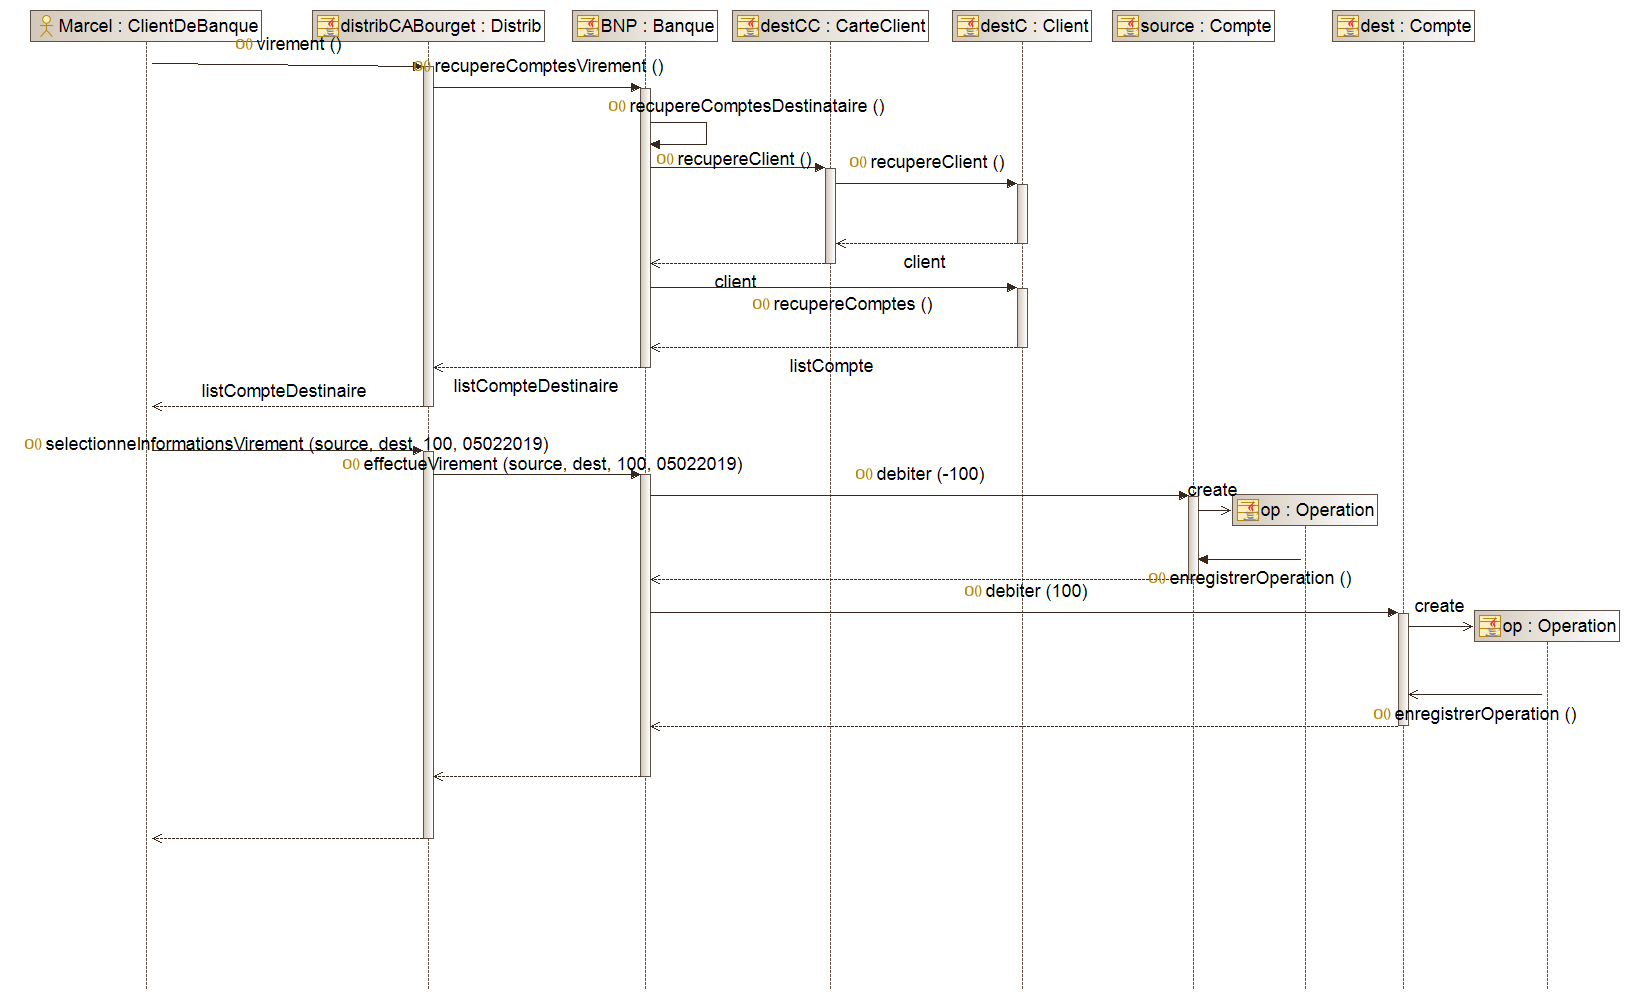 Marcel : ClientDeBanque
distribCABourget : Distrib
BNP : Banque
destCC : CarteClient
destC : Client
source : Compte
dest : Compte
O() virement ()
O() recupereComptesVirement ()
O() recupereComptesDestinataire ()
O() recupereClient ()
O() recupereClient ()
client
client
O() recupereComptes ()
listCompte
listCompteDestinaire
listCompteDestinaire
O() selectionneInformationsVirement (source, dest, 100, 05022019)
O() effectueVirement (source, dest, 100, 05022019)
O() debiter (-100)
create
op : Operation
O() enregistrerOperation ()
O() debiter (100)
create
op : Operation
O() enregistrerOperation ()